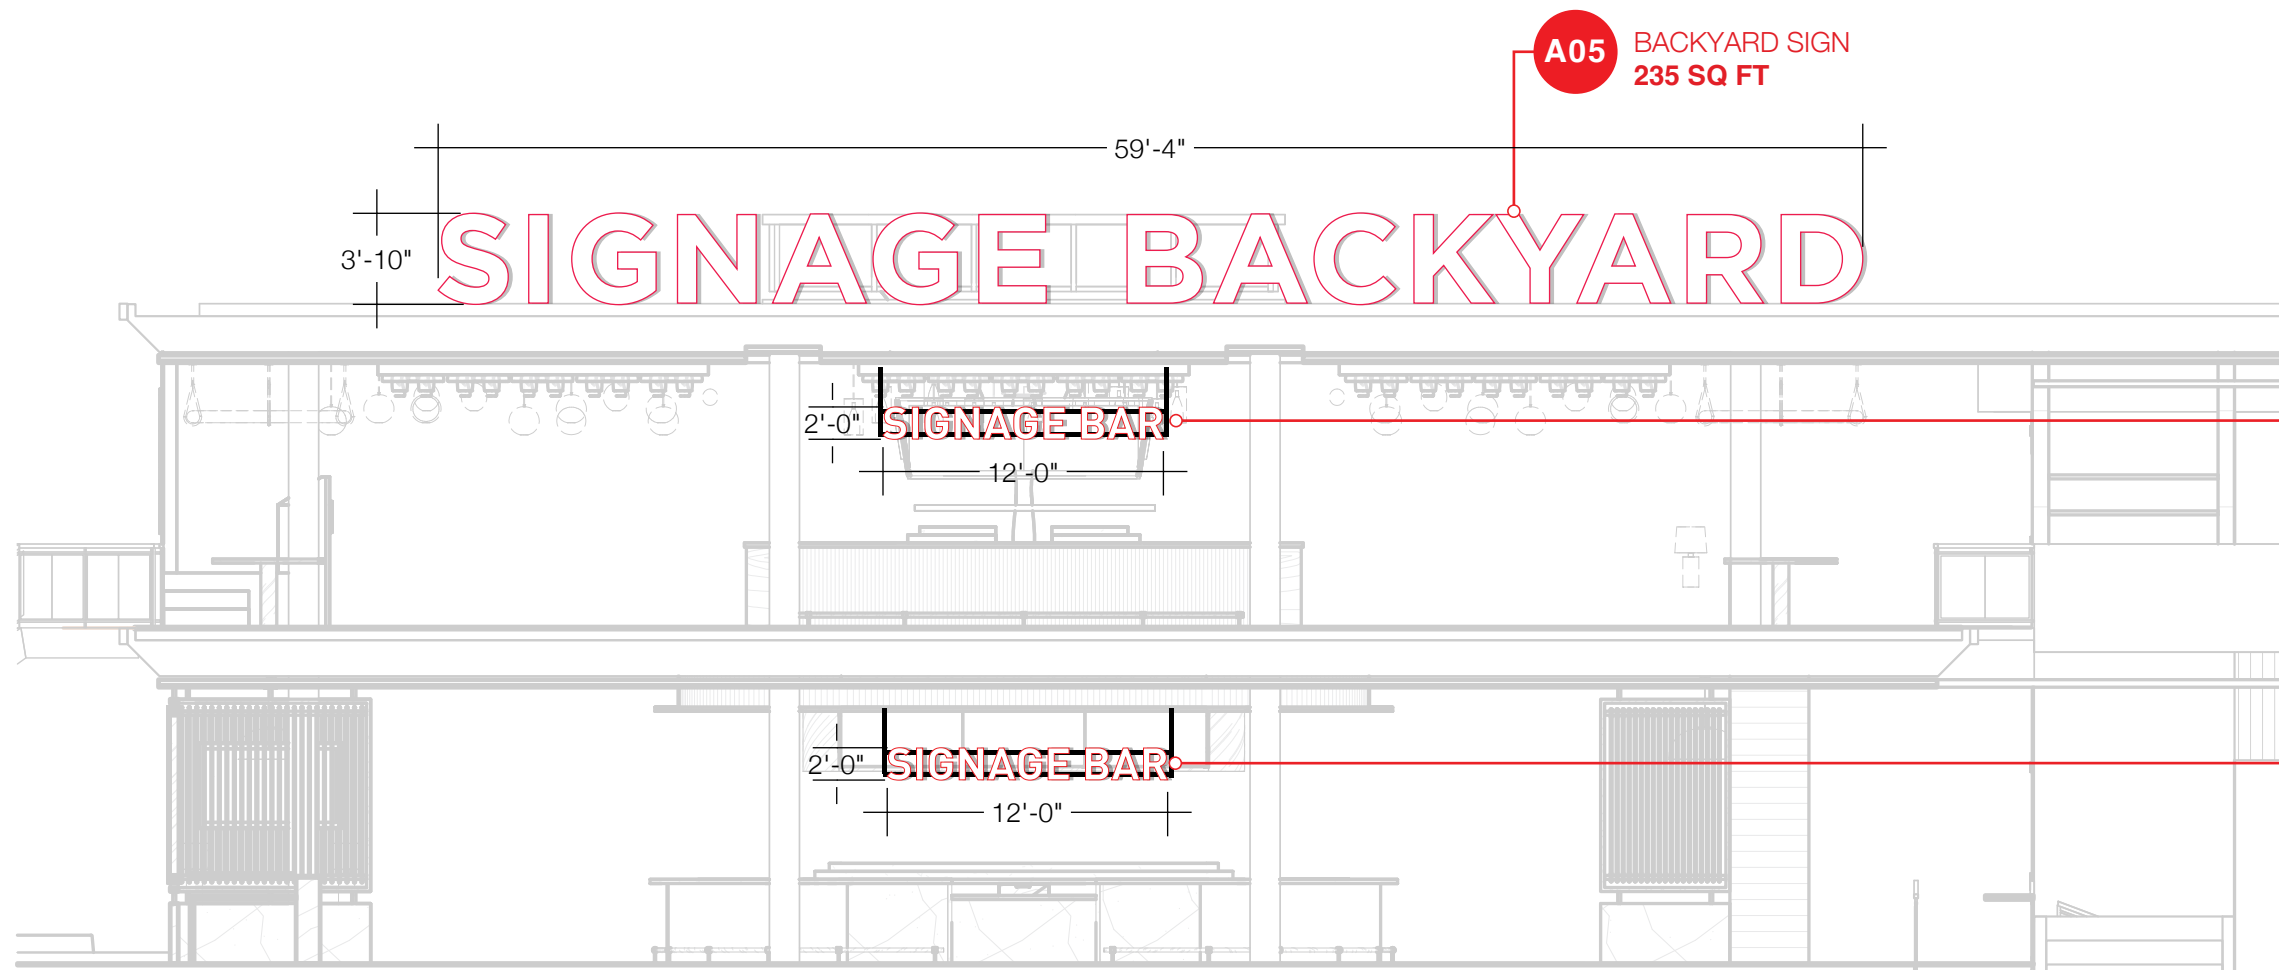 A05
BACKYARD SIGN
235 SQ FT
59'-4"
3'-10"
SIGNAGE BACKYARD
2'-0"
SIGNAGE BAR
12'-0"
2'-0"
SIGNAGE BAR
12'-0"